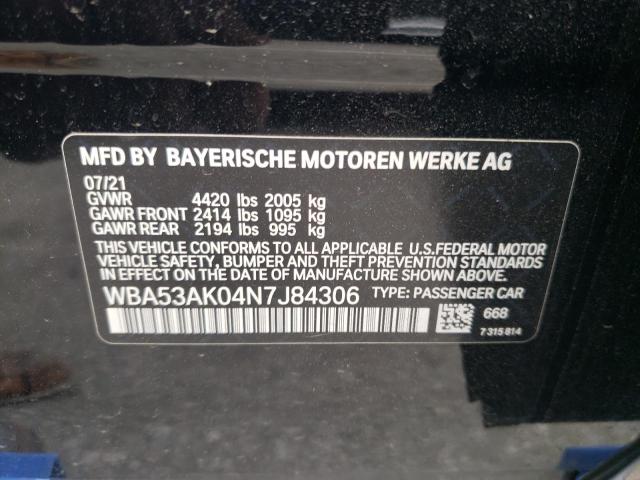 MFD BY BAYERISCHE MOTOREN WERKE AG
07/21
GVWR 4420 lbs 2005 kg
GAWR FRONT 2414 lbs 1095 kg
GAWR REAR 2194 lbs 995 kg
THIS VEHICLE CONFORMS TO ALL APPLICABLE U.S.FEDERAL MOTOR
VEHICLE SAFETY, BUMPER AND THEFT PREVENTION STANDARDS
IN EFFECT ON THE DATE OF MANUFACTURE SHOWN ABOVE.
WBA53AK04N7J84306 TYPE: PASSENGER CAR
668
7 315 814